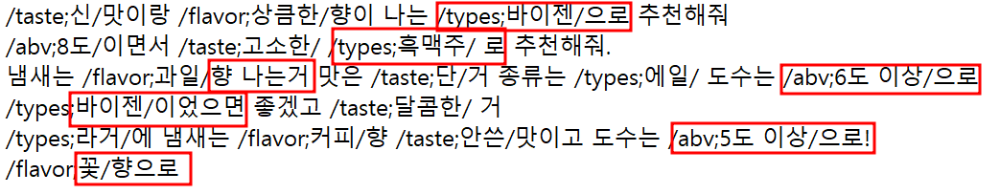 /taste;신/맛이랑 /flavor;상큼한/향이 나는 /types;바이젠/으로 추천해줘
/abv;8도/이면서 /taste;고소한/ /types;흑맥주/ 로 추천해줘.
냄새는 /flavor;과일/향 나는거 맛은 /taste;단/거 종류는 /types;에일/ 도수는 /abv;6도 이상/으로
/types;바이젠/이었으면 좋겠고 /taste;달콤한/ 거
/types;라거/에 냄새는 /flavor;커피/향 /taste;안쓴/맛이고 도수는 /abv;5도 이상/으로!
/flavor;꽃/향으로